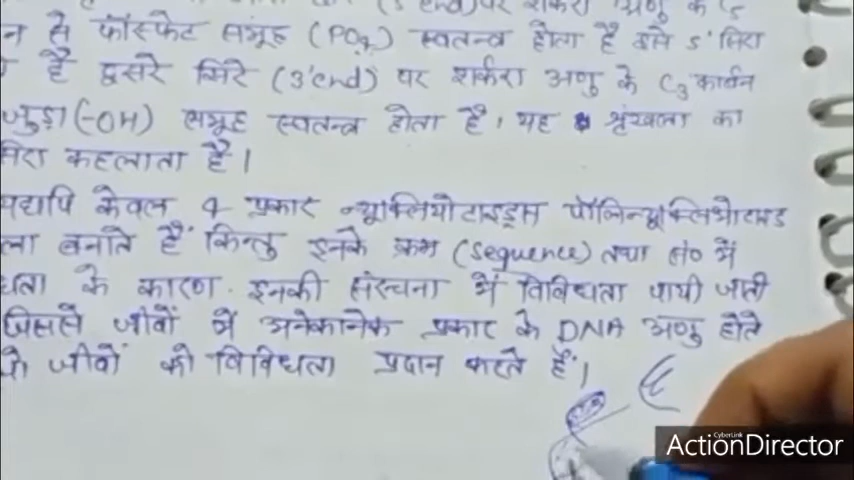 न से फॉस्फेट समूह (PO4) स्वतन्त्र होता है इसे 5' सिरा
है दूसरे सिरे (3'end) पर शर्करा अणु के C3 कार्बन
जुड़ा (-OH) समूह स्वतन्त्र होता है, यह श्रृंखला का
सिरा कहलाता है।
यद्यपि केवल 4 प्रकार न्यूक्लियोटाइड्स पॉलिन्यूक्लिओटाइड
ला बनाते हैं किन्तु इनके क्रम (sequence) तथा सं० में
धता के कारण इनकी संरचना में विविधता पायी जाती
जिससे जीवों में अनेकानेक प्रकार के DNA अणु होते
जीवों को विविधता प्रदान करते हैं।
CyberLink
ActionDirector